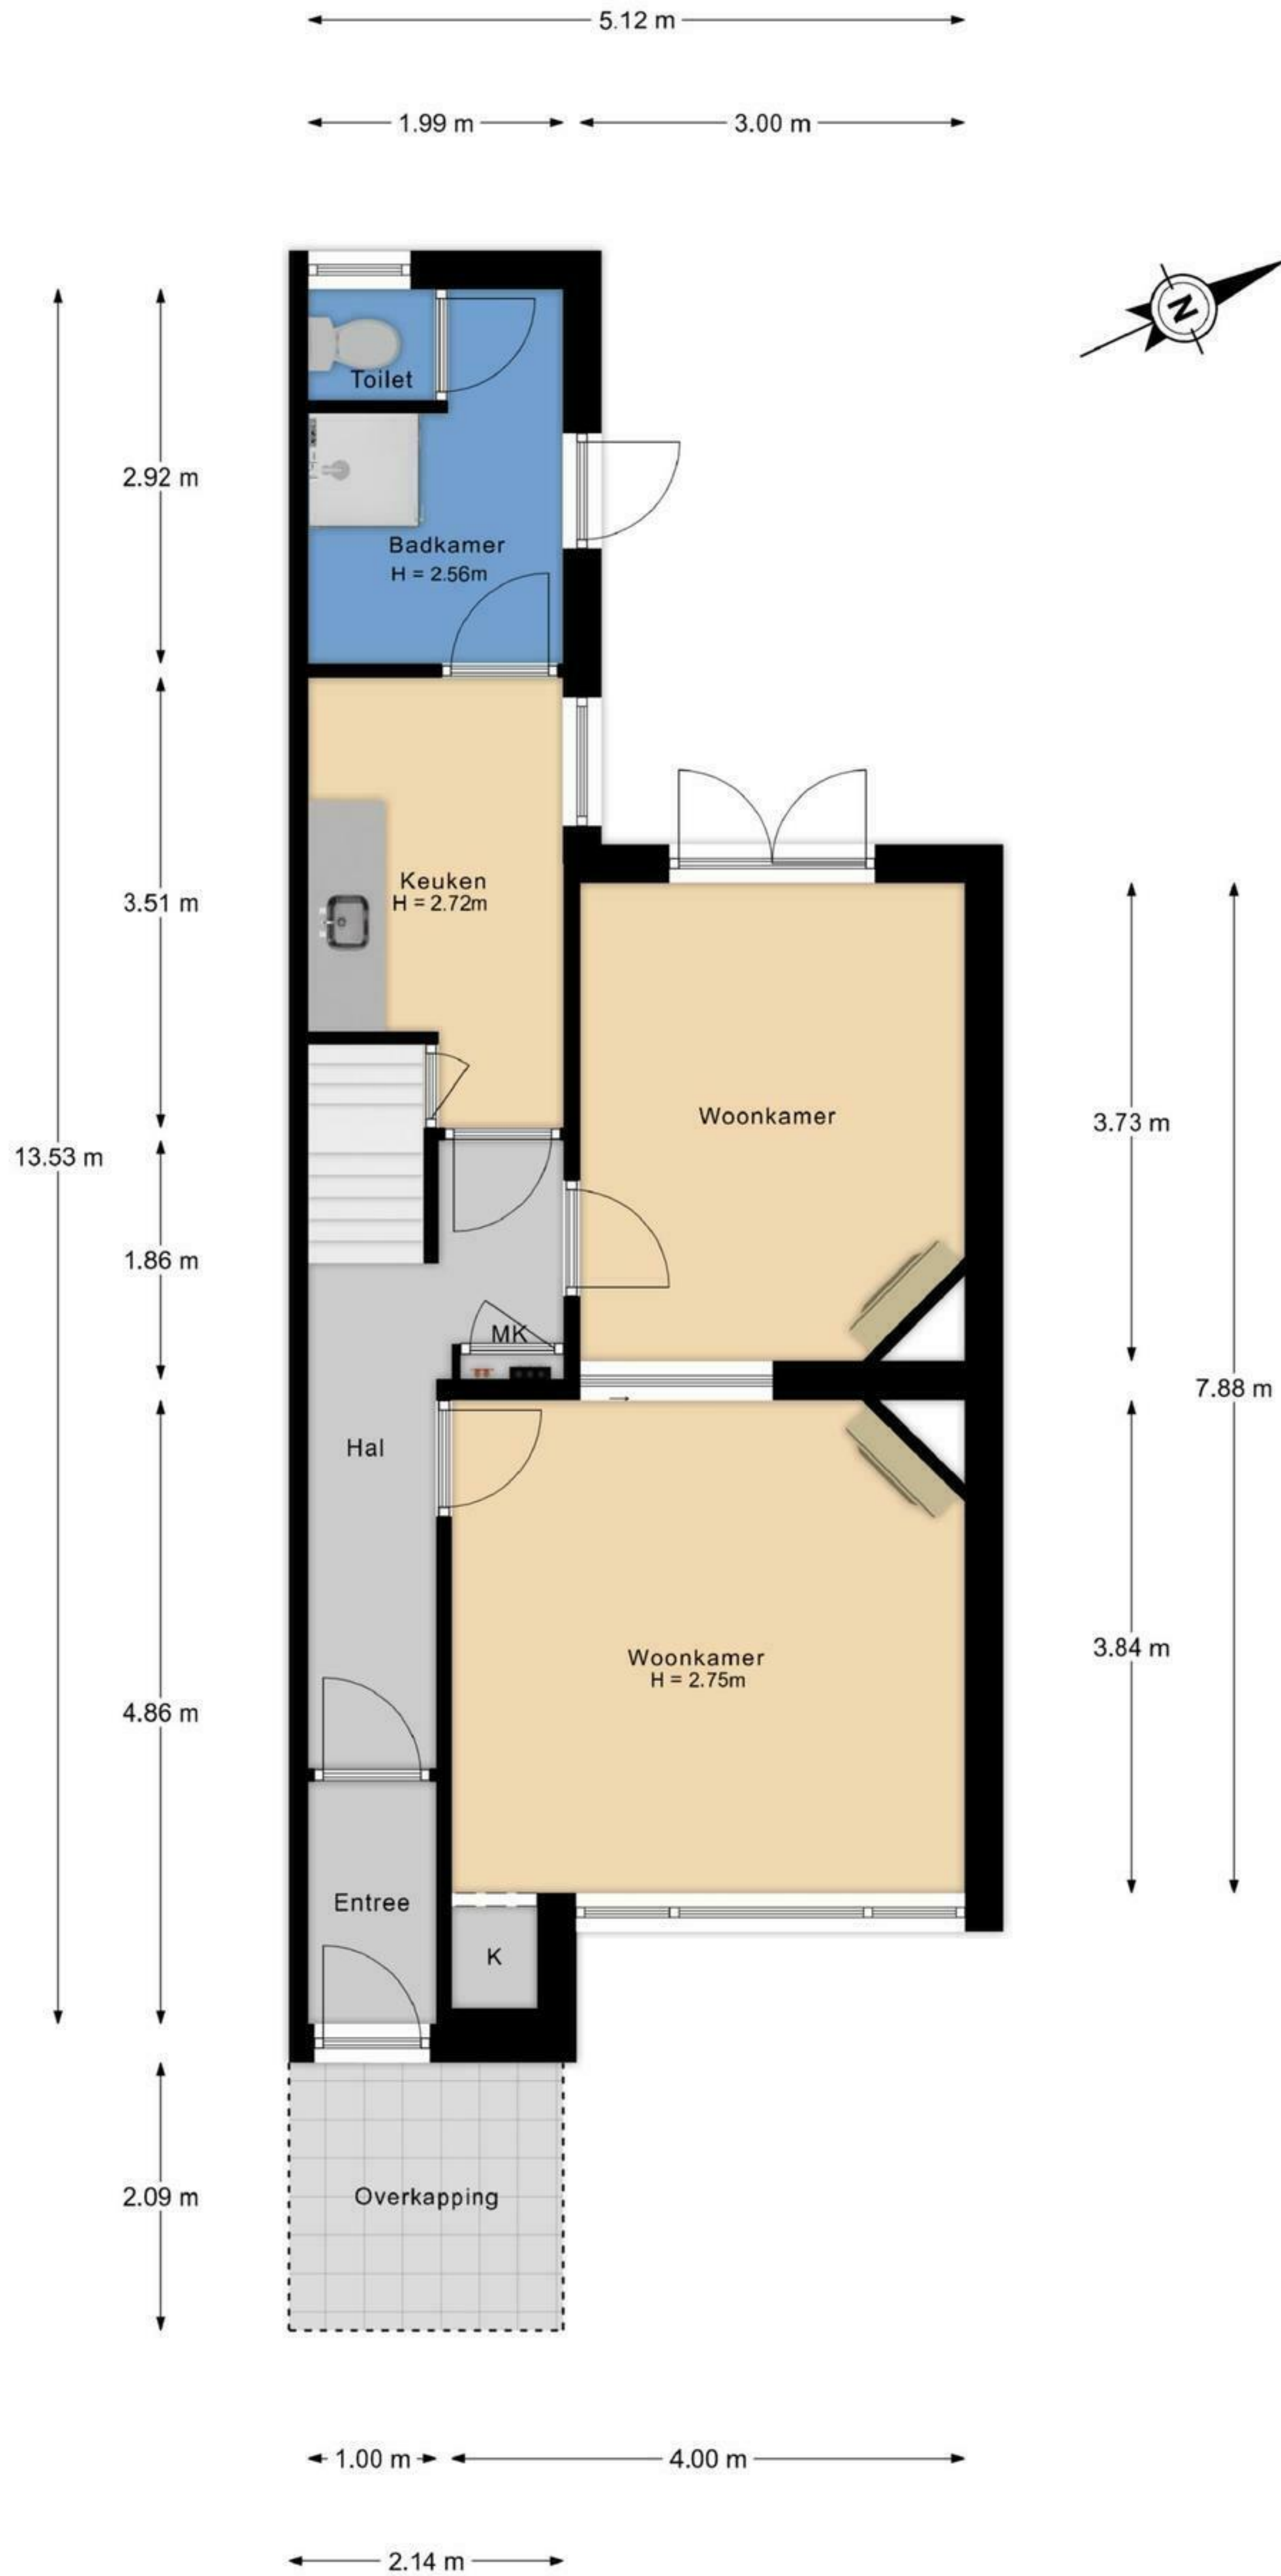 5.12 m
1.99 m
3.00 m
N
Toilet
2.92 m
Badkamer
H = 2.56m
Keuken
H = 2.72m
3.51 m
Woonkamer
3.73 m
13.53 m
1.86 m
MK
7.88 m
Hal
Woonkamer
H = 2.75m
3.84 m
4.86 m
Entree
K
2.09 m
Overkapping
1.00 m
4.00 m
2.14 m